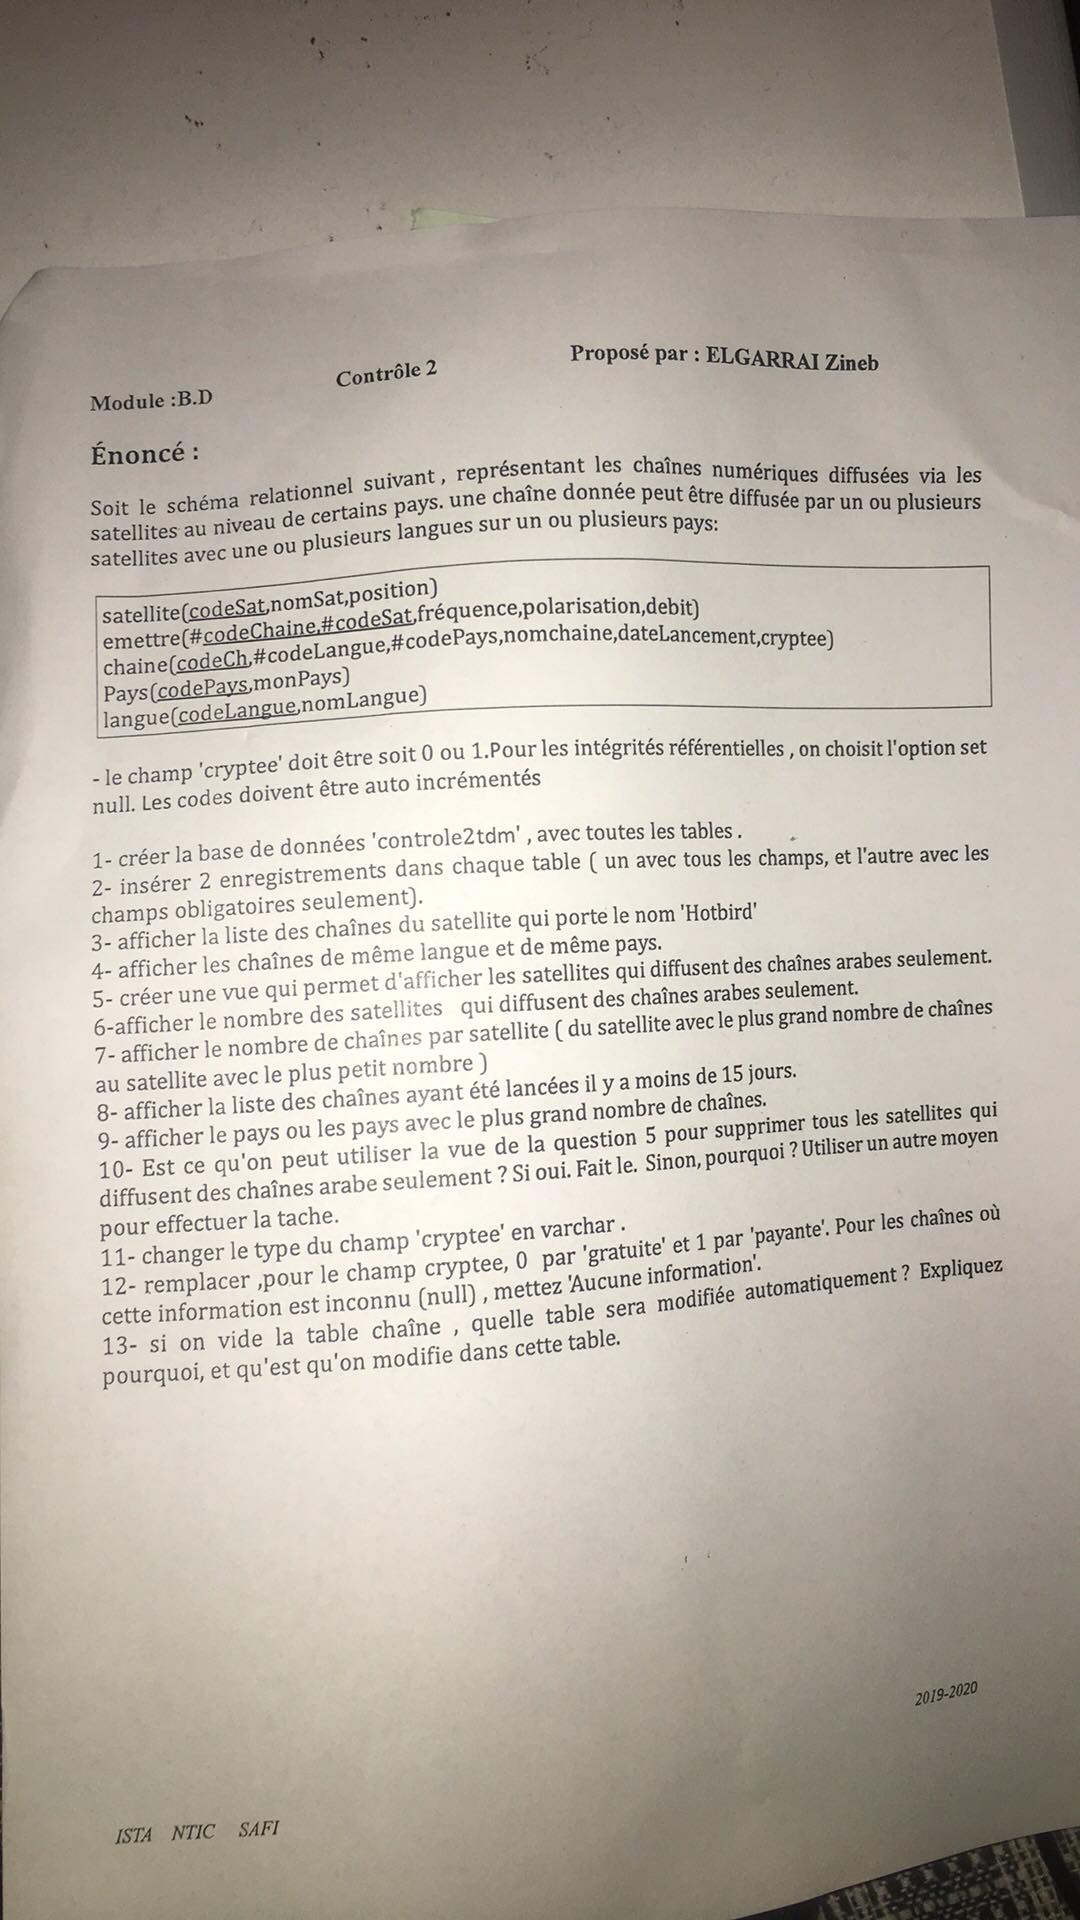 Proposé par : ELGARRAI Zineb
Contrôle 2
Module :B.D
Énoncé :
Soit le schéma relationnel suivant, représentant les chaînes numériques diffusées via les
satellites au niveau de certains pays. une chaîne donnée peut être diffusée par un ou plusieurs
satellites avec une ou plusieurs langues sur un ou plusieurs pays:
satellite(codeSat,nomSat,position)
emettre(#codeChaine,#codeSat,fréquence,polarisation,debit)
chaine(codeCh,#codeLangue,#codePays,nomchaine,dateLancement,cryptee)
Pays(codePays,monPays)
langue(codeLangue,nomLangue)
- le champ 'cryptee' doit être soit 0 ou 1.Pour les intégrités référentielles , on choisit l'option set
null. Les codes doivent être auto incrémentés
1- créer la base de données 'controle2tdm' , avec toutes les tables .
2- insérer 2 enregistrements dans chaque table ( un avec tous les champs, et l'autre avec les
champs obligatoires seulement).
3- afficher la liste des chaînes du satellite qui porte le nom 'Hotbird'
4- afficher les chaînes de même langue et de même pays.
5- créer une vue qui permet d'afficher les satellites qui diffusent des chaînes arabes seulement.
6-afficher le nombre des satellites qui diffusent des chaînes arabes seulement.
7- afficher le nombre de chaînes par satellite ( du satellite avec le plus grand nombre de chaînes
au satellite avec le plus petit nombre )
8- afficher la liste des chaînes ayant été lancées il y a moins de 15 jours.
9- afficher le pays ou les pays avec le plus grand nombre de chaînes.
10- Est ce qu'on peut utiliser la vue de la question 5 pour supprimer tous les satellites qui
diffusent des chaînes arabe seulement ? Si oui. Fait le. Sinon, pourquoi ? Utiliser un autre moyen
pour effectuer la tache.
11- changer le type du champ 'cryptee' en varchar .
12- remplacer ,pour le champ cryptee, 0 par 'gratuite' et 1 par 'payante'. Pour les chaînes où
cette information est inconnu (null) , mettez 'Aucune information'.
13- si on vide la table chaîne , quelle table sera modifiée automatiquement ? Expliquez
pourquoi, et qu'est qu'on modifie dans cette table.
2019-2020
ISTA NTIC SAFI